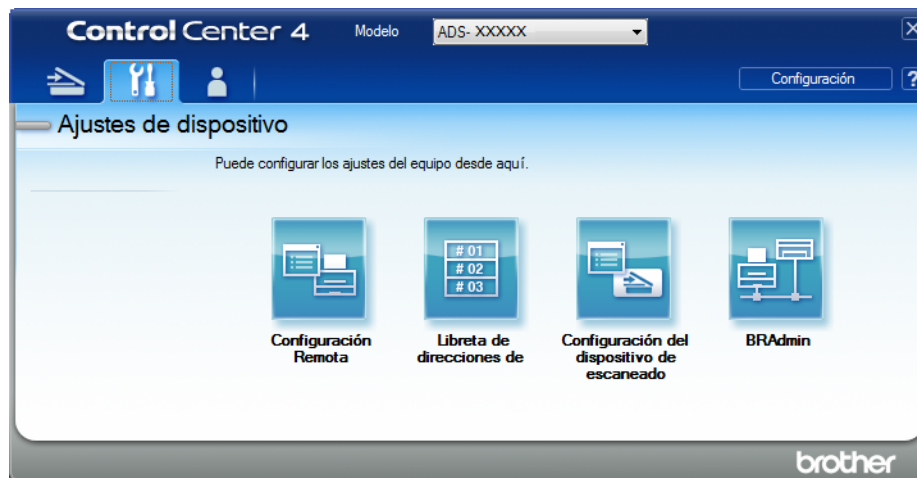 Control Center 4
Modelo
ADS- XXXXX
X
Configuración
?
Ajustes de dispositivo
Puede configurar los ajustes del equipo desde aquí.
# 01
# 02
# 03
Configuración
Remota
Libreta de
direcciones de
Configuración del
dispositivo de
escaneado
BRAdmin
brother